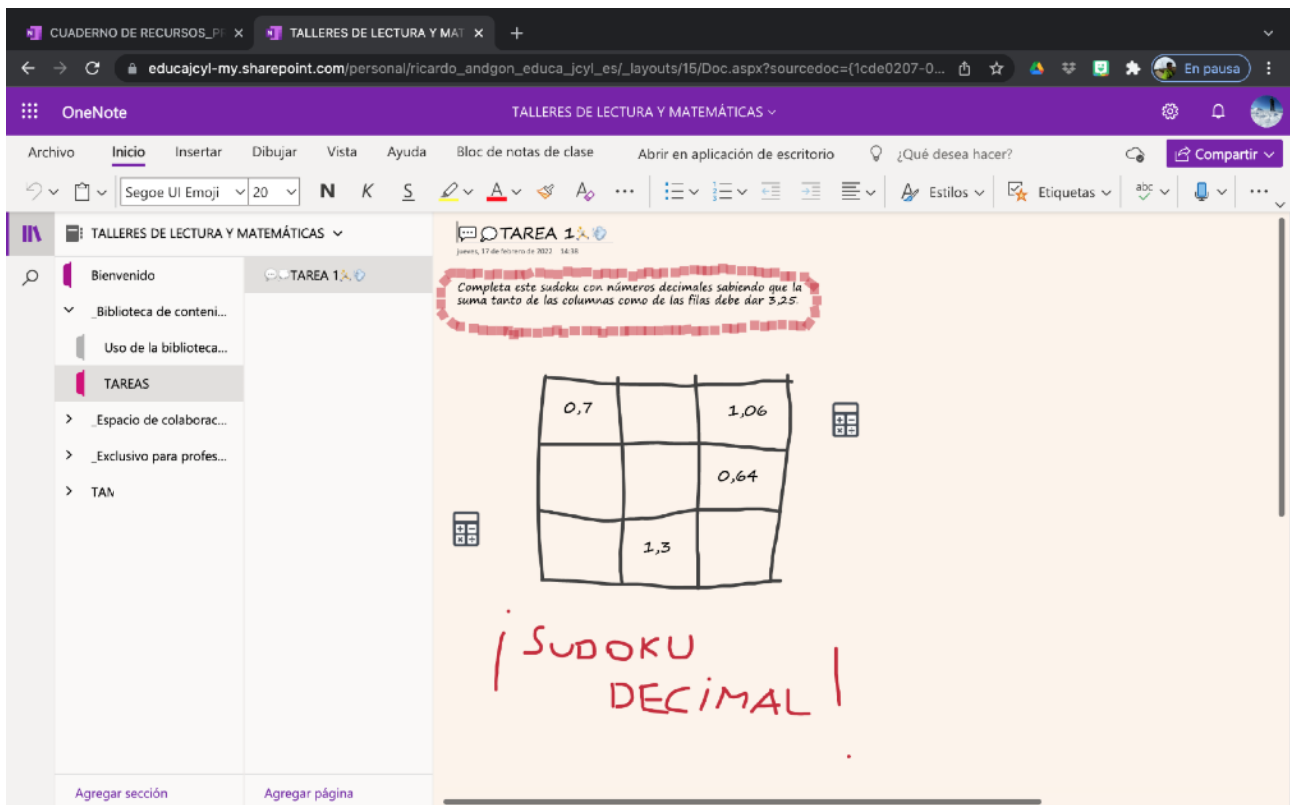 CUADERNO DE RECURSOS_PR
TALLERES DE LECTURA Y MAT
educajcyl-my.sharepoint.com/personal/ricardo_andgon_educa_jcyl_es/_layouts/15/Doc.aspx?sourcedoc={1cde0207-0...
En pausa
OneNote
TALLERES DE LECTURA Y MATEMÁTICAS
Archivo Inicio Insertar Dibujar Vista Ayuda Bloc de notas de clase Abrir en aplicación de escritorio ¿Qué desea hacer? Compartir
Segoe UI Emoji 20 N K S A A Estilos Etiquetas abc
TALLERES DE LECTURA Y MATEMÁTICAS
Bienvenido
_Biblioteca de conteni...
Uso de la biblioteca...
TAREAS
_Espacio de colaborac...
_Exclusivo para profes...
TAN
Agregar sección
TAREA 1
Agregar página
TAREA 1
jueves, 17 de febrero de 2022 14:38
Completa este sudoku con números decimales sabiendo que la
suma tanto de las columnas como de las filas debe dar 3,25.
0,7 1,06
0,64
1,3
¡SUDOKU
DECiMAL!